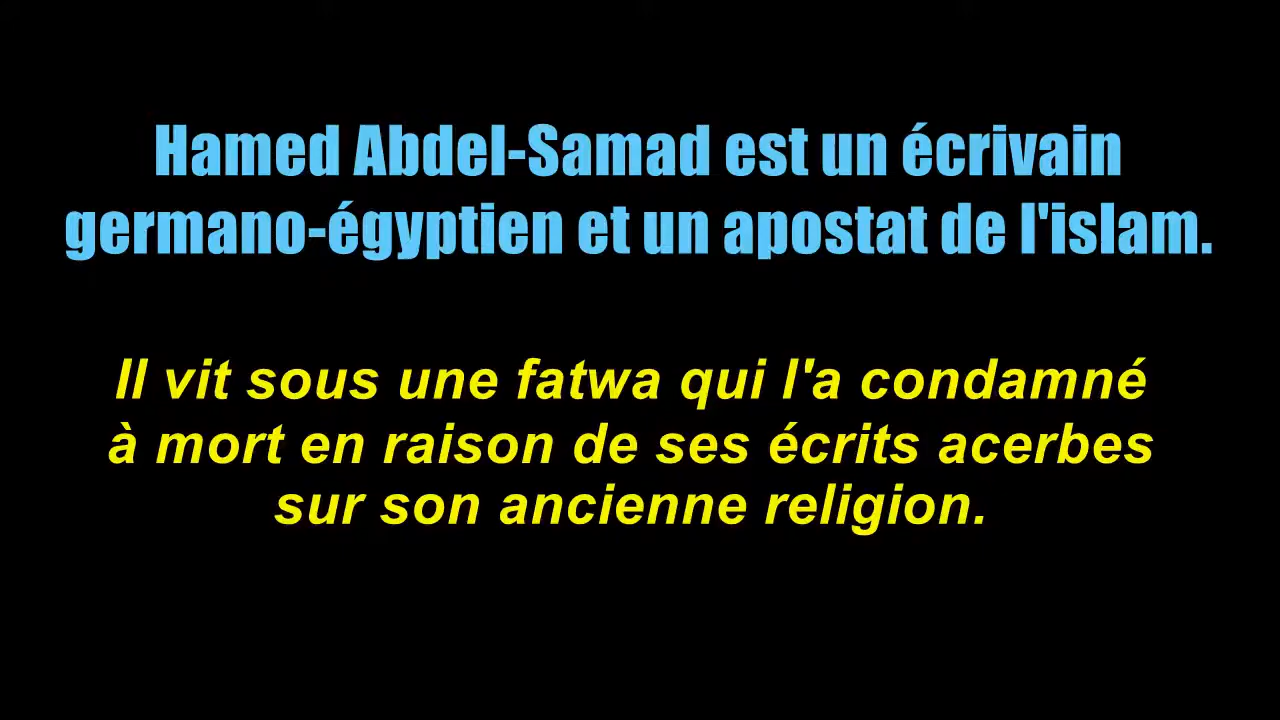 Hamed Abdel-Samad est un écrivain
germano-égyptien et un apostat de l'islam.
Il vit sous une fatwa qui l'a condamné
à mort en raison de ses écrits acerbes
sur son ancienne religion.